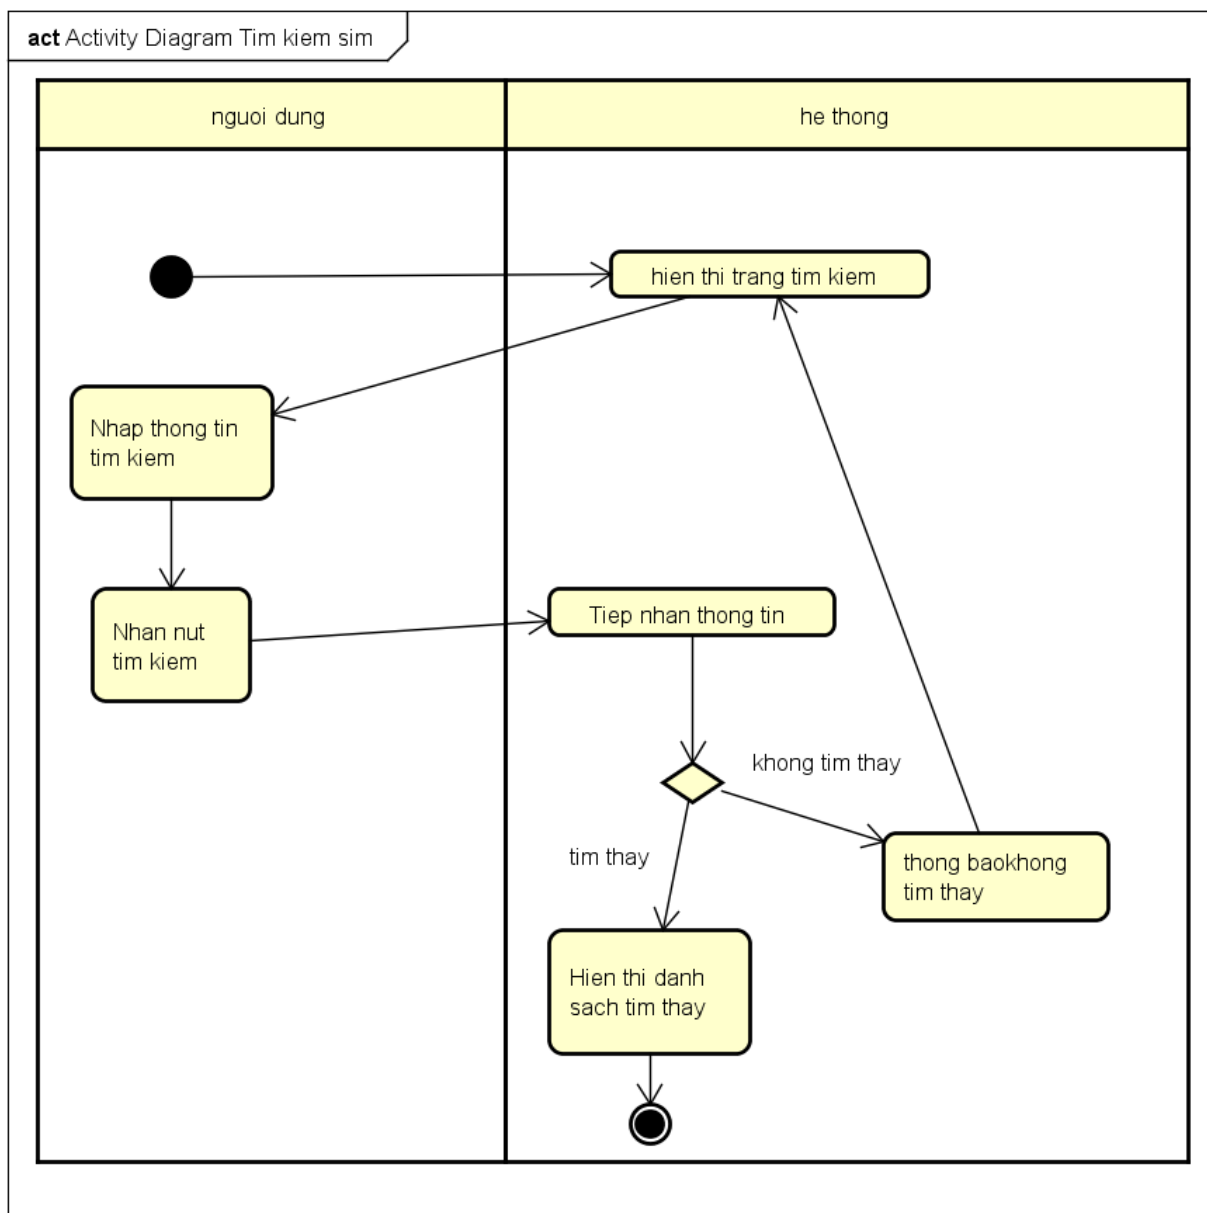 act Activity Diagram Tim kiem sim
nguoi dung
he thong
hien thi trang tim kiem
Nhap thong tin
tim kiem
Nhan nut
tim kiem
Tiep nhan thong tin
khong tim thay
tim thay
thong baokhong
tim thay
Hien thi danh
sach tim thay